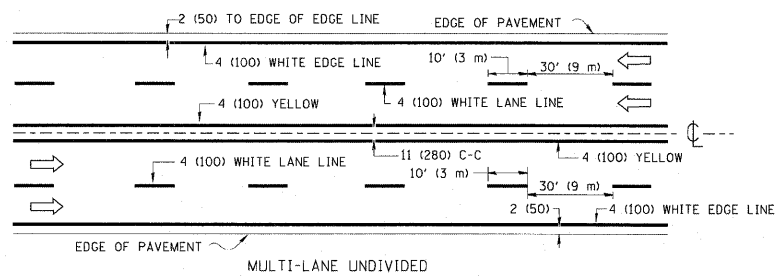 2 (50) TO EDGE OF EDGE LINE
EDGE OF PAVEMENT
4 (100) WHITE EDGE LINE
10' (3 m)
30' (9 m)
4 (100) WHITE LANE LINE
4 (100) YELLOW
℄
4 (100) WHITE LANE LINE
11 (280) C-C
4 (100) YELLOW
10' (3 m)
30' (9 m)
2 (50)
4 (100) WHITE EDGE LINE
EDGE OF PAVEMENT
MULTI-LANE UNDIVIDED